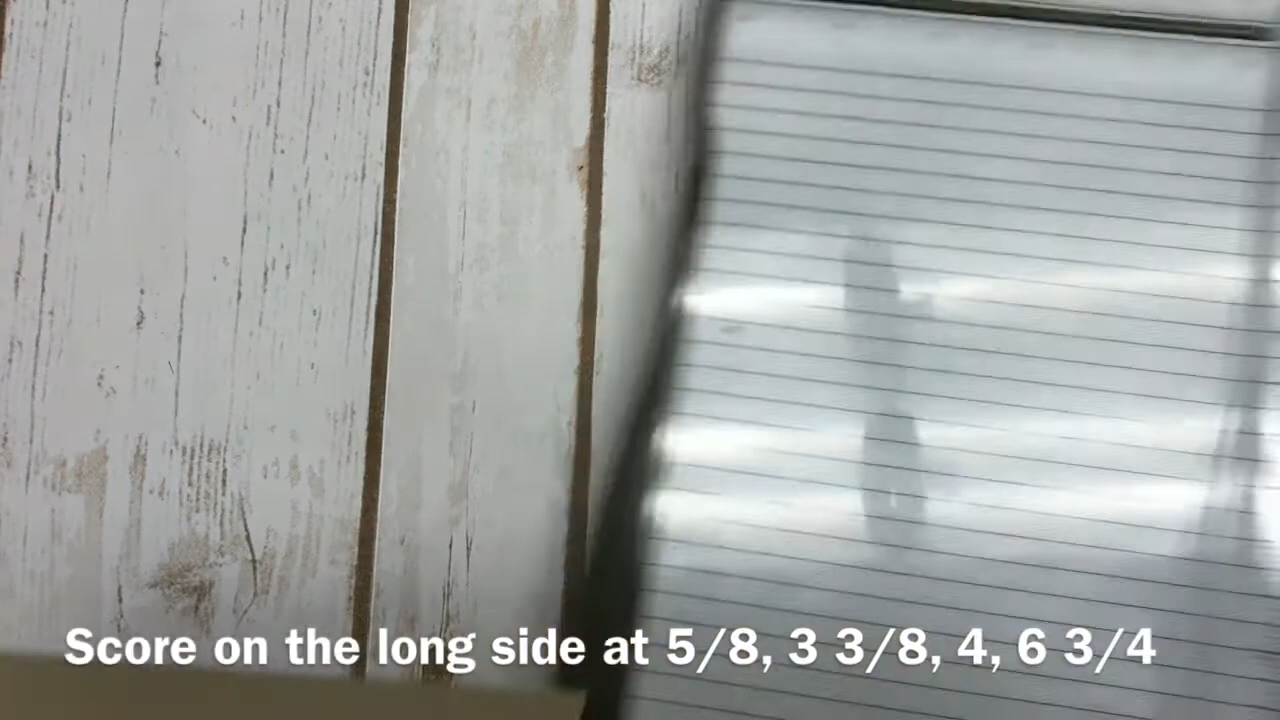 Score on the long side at 5/8, 3 3/8, 4, 6 3/4